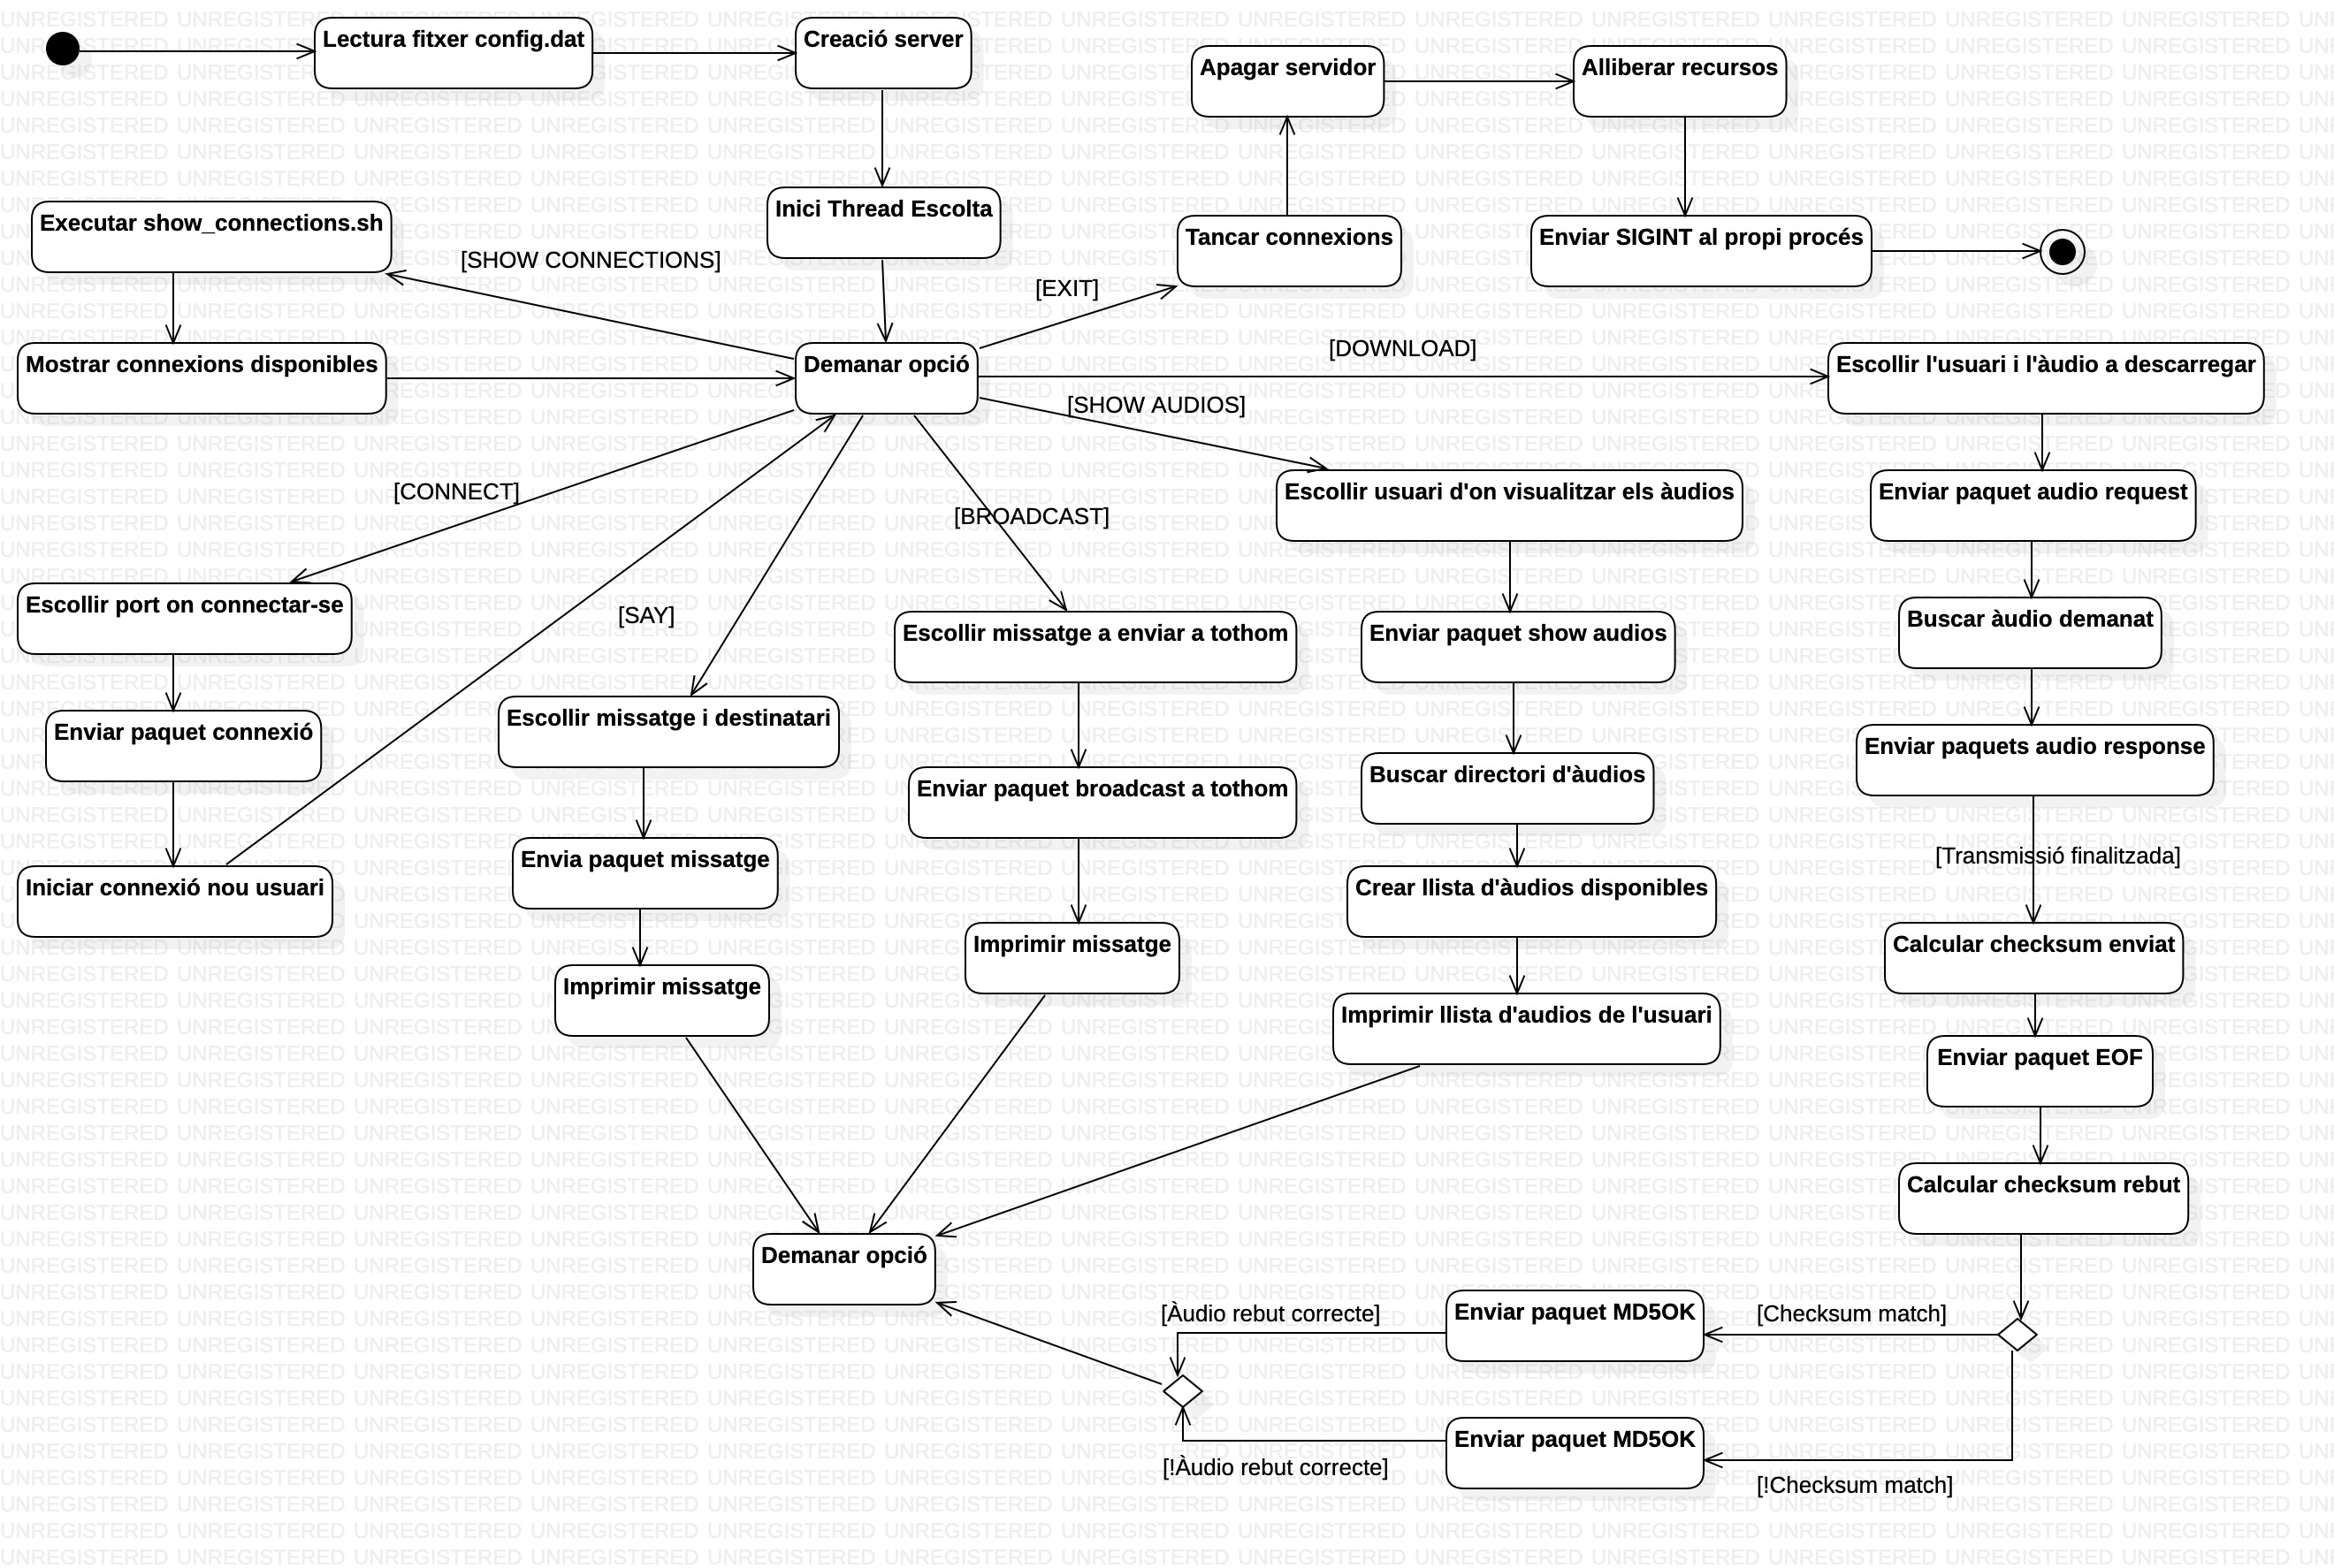 Lectura fitxer config.dat
Creació server
Apagar servidor
Alliberar recursos
Executar show_connections.sh
Inici Thread Escolta
Tancar connexions
Enviar SIGINT al propi procés
[SHOW CONNECTIONS]
[EXIT]
Mostrar connexions disponibles
Demanar opció
[DOWNLOAD]
Escollir l'usuari i l'àudio a descarregar
[SHOW AUDIOS]
[CONNECT]
[BROADCAST]
Escollir usuari d'on visualitzar els àudios
Enviar paquet audio request
Escollir port on connectar-se
[SAY]
Escollir missatge a enviar a tothom
Enviar paquet show audios
Buscar àudio demanat
Enviar paquet connexió
Escollir missatge i destinatari
Enviar paquet broadcast a tothom
Buscar directori d'àudios
Enviar paquets audio response
Iniciar connexió nou usuari
Envia paquet missatge
Crear llista d'àudios disponibles
[Transmissió finalitzada]
Imprimir missatge
Imprimir missatge
Imprimir llista d'audios de l'usuari
Calcular checksum enviat
Enviar paquet EOF
Calcular checksum rebut
Demanar opció
[Àudio rebut correcte]
Enviar paquet MD5OK
[Checksum match]
Enviar paquet MD5OK
[!Àudio rebut correcte]
[!Checksum match]
UNREGISTERED